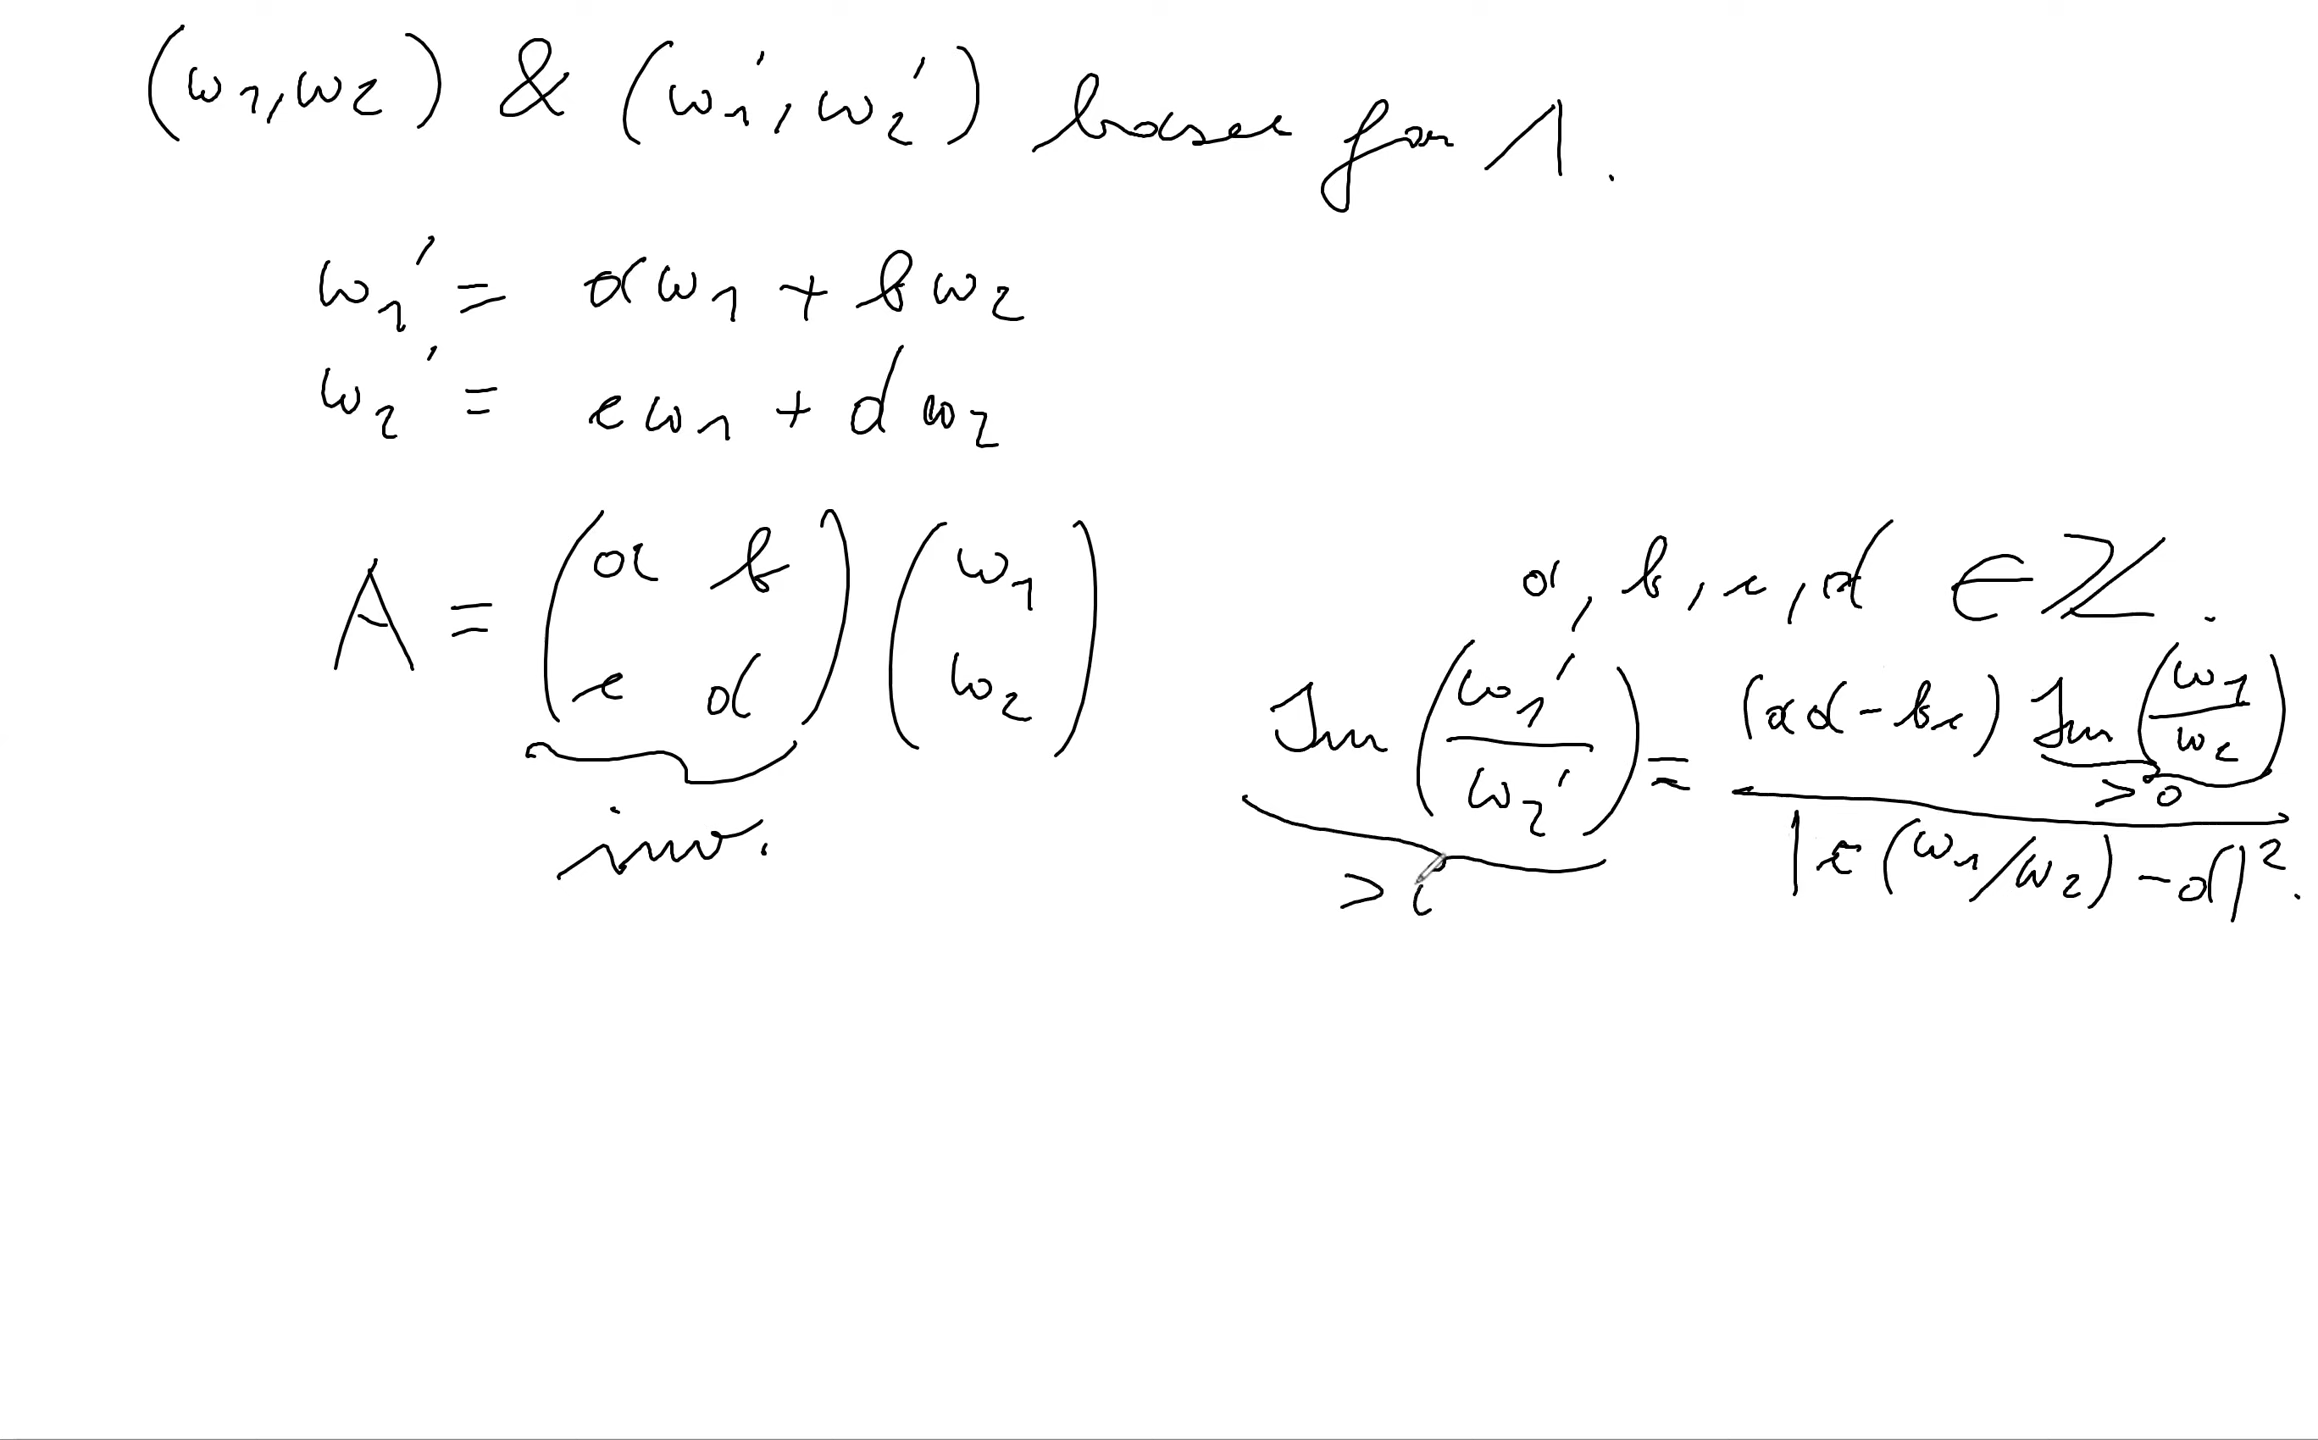 (ω1, ω2) & (ω1', ω2') bases for Λ.
ω1' = aω1 + bω2
ω2' = cω1 + dω2
A = (a b
c d) (ω1
ω2)
inv.
a, b, c, d ∈ ℤ.
Im (ω1' / ω2') = (ad - bc) Im (ω1 / ω2) / |c (ω1/ω2) - d|².
> 0
>